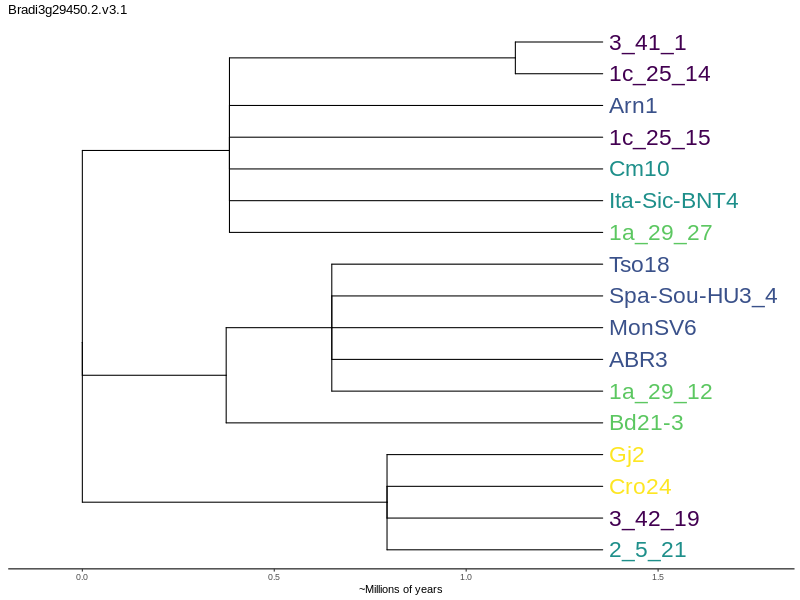 Bradi3g29450.2.v3.1
3_41_1
1c_25_14
Arn1
1c_25_15
Cm10
Ita-Sic-BNT4
1a_29_27
Tso18
Spa-Sou-HU3_4
MonSV6
ABR3
1a_29_12
Bd21-3
Gj2
Cro24
3_42_19
2_5_21
0.0 0.5 1.0 1.5
~Millions of years